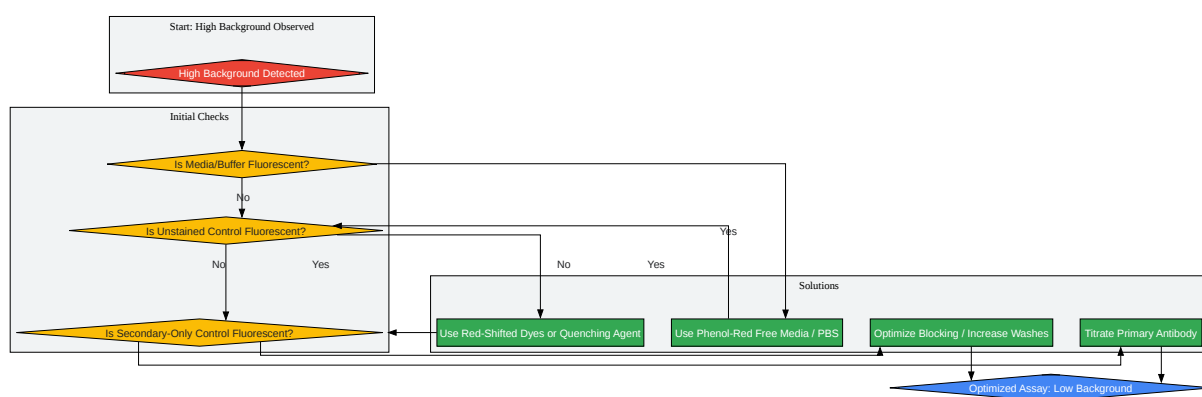 Start: High Background Observed
High Background Detected
Initial Checks
Is Media/Buffer Fluorescent?
No
Is Unstained Control Fluorescent?
Yes
No
Yes
No
Yes
Solutions
Is Secondary-Only Control Fluorescent?
Use Red-Shifted Dyes or Quenching Agent
Use Phenol-Red Free Media / PBS
Optimize Blocking / Increase Washes
Titrate Primary Antibody
Optimized Assay: Low Background